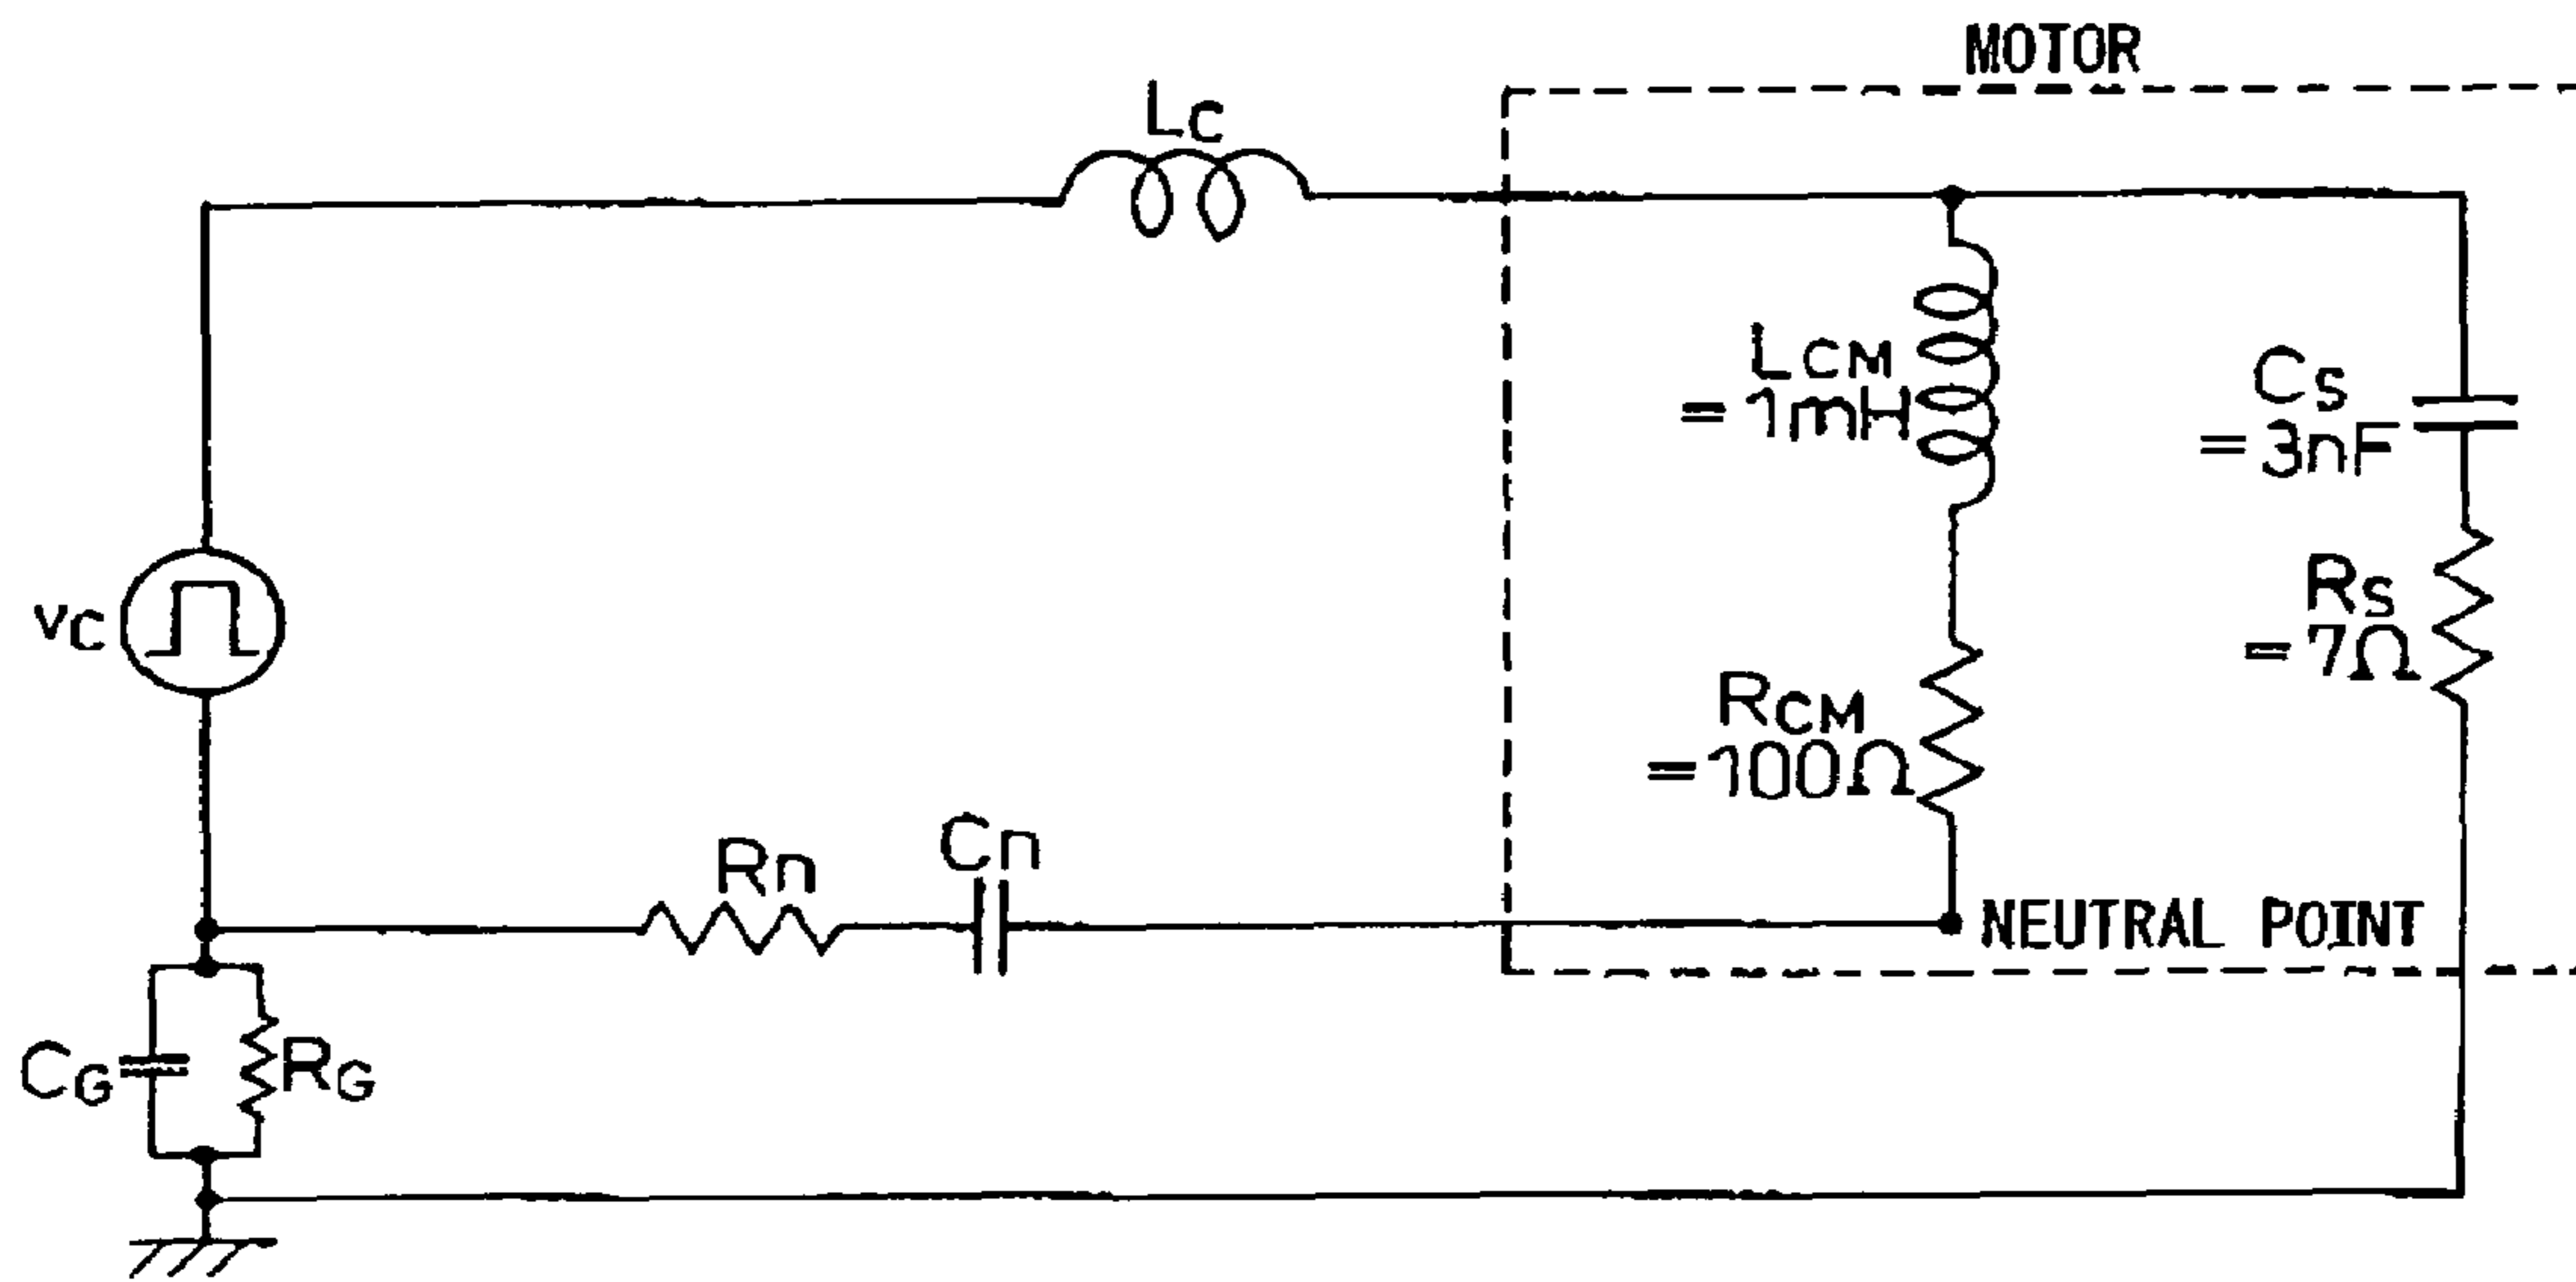 MOTOR
LC
LCM
=1mH
CS
=3nF
vC
RS
=7Ω
RCM
=100Ω
Rn
Cn
NEUTRAL POINT
CG
RG